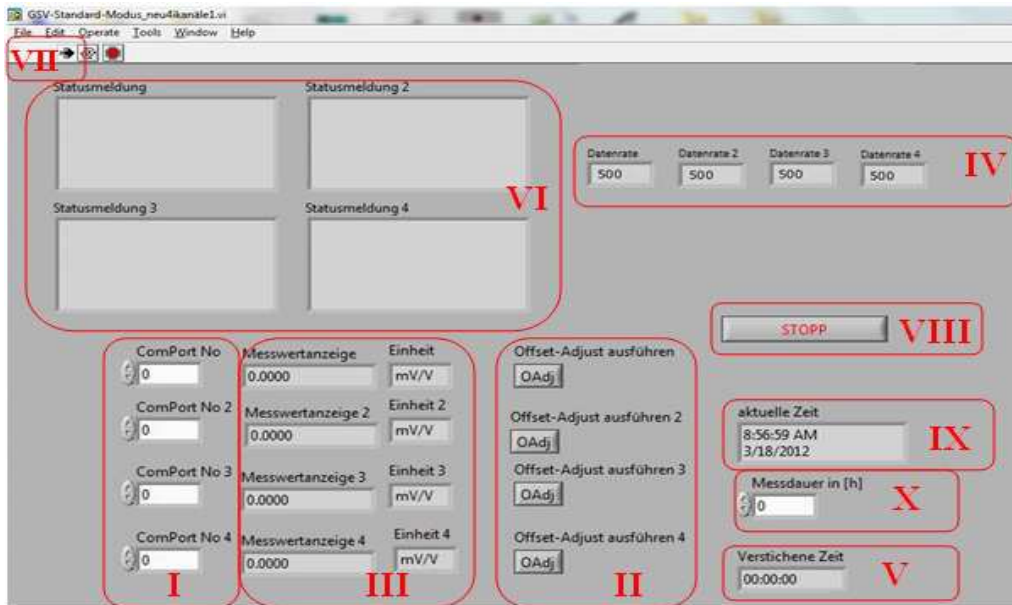 GSV-Standard-Modus_neu4ikanäle1.vi
File Edit Operate Tools Window Help
VII
Statusmeldung Statusmeldung 2
Datenrate Datenrate 2 Datenrate 3 Datenrate 4
500 500 500 500
IV
VI
Statusmeldung 3 Statusmeldung 4
STOPP
VIII
ComPort No Messwertanzeige Einheit Offset-Adjust ausführen
0 0.0000 mV/V OAdj
ComPort No 2 Messwertanzeige 2 Einheit 2 Offset-Adjust ausführen 2
0 0.0000 mV/V OAdj
aktuelle Zeit
8:56:59 AM
3/18/2012
IX
ComPort No 3 Messwertanzeige 3 Einheit 3 Offset-Adjust ausführen 3
0 0.0000 mV/V OAdj
Messdauer in [h]
0
X
ComPort No 4 Messwertanzeige 4 Einheit 4 Offset-Adjust ausführen 4
0 0.0000 mV/V OAdj
Verstichene Zeit
00:00:00
V
I III II